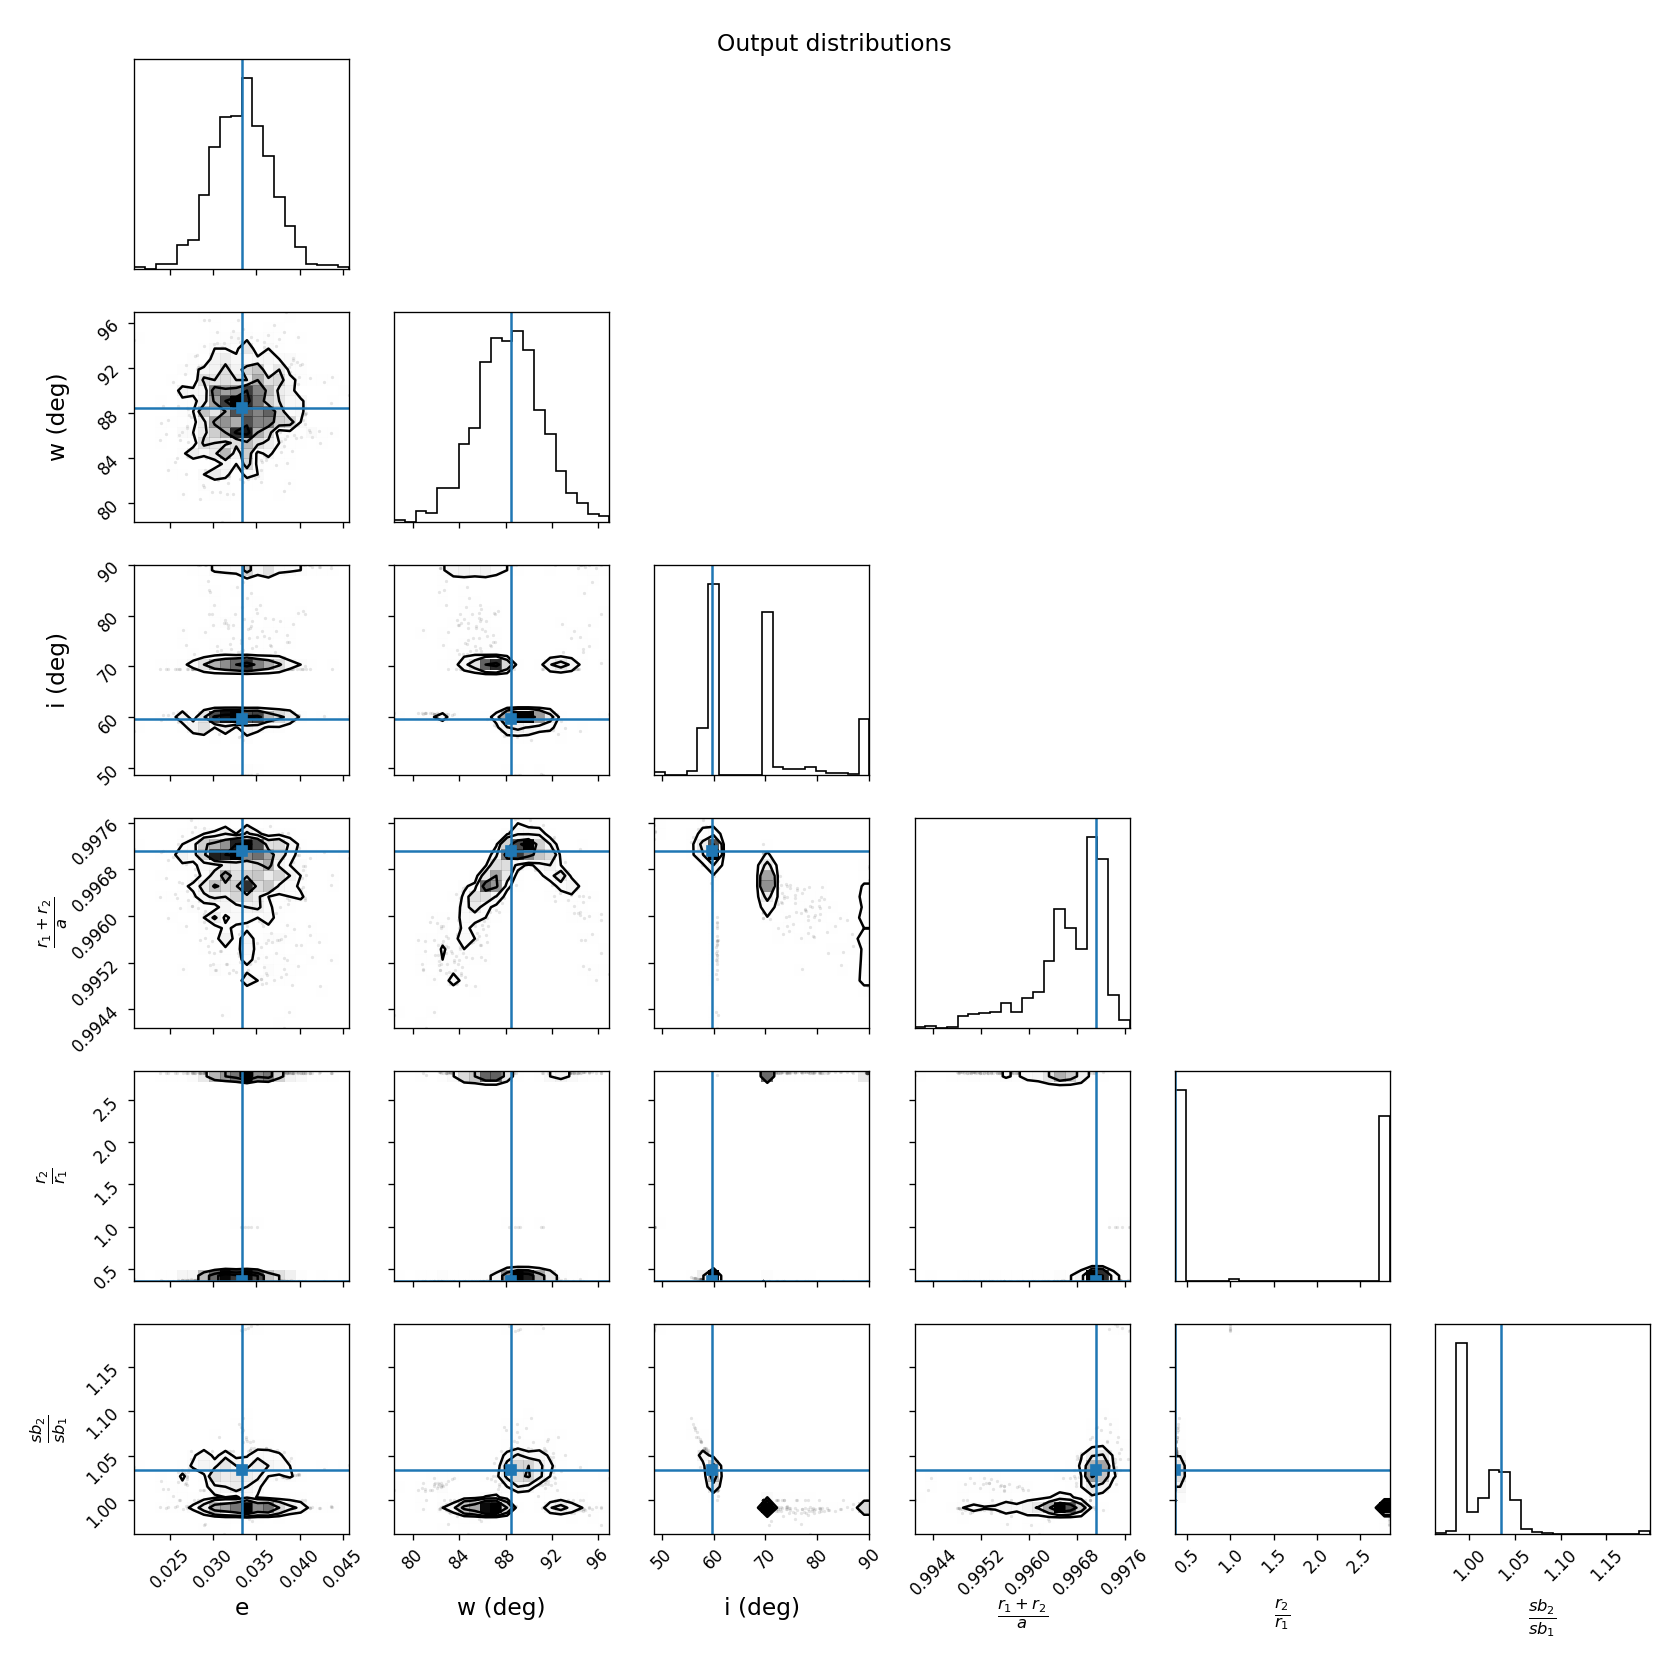 Output distributions
w (deg)
96
92
88
84
80
i (deg)
90
80
70
60
50
r₁ + r₂ / a
0.9976
0.9968
0.9960
0.9952
0.9944
r₂ / r₁
2.5
2.0
1.5
1.0
0.5
sb₂ / sb₁
1.15
1.10
1.05
1.00
0.025 0.030 0.035 0.040 0.045
80 84 88 92 96
50 60 70 80 90
0.9944 0.9952 0.9960 0.9968 0.9976
0.5 1.0 1.5 2.0 2.5
1.00 1.05 1.10 1.15
e
w (deg)
i (deg)
r₁ + r₂ / a
r₂ / r₁
sb₂ / sb₁